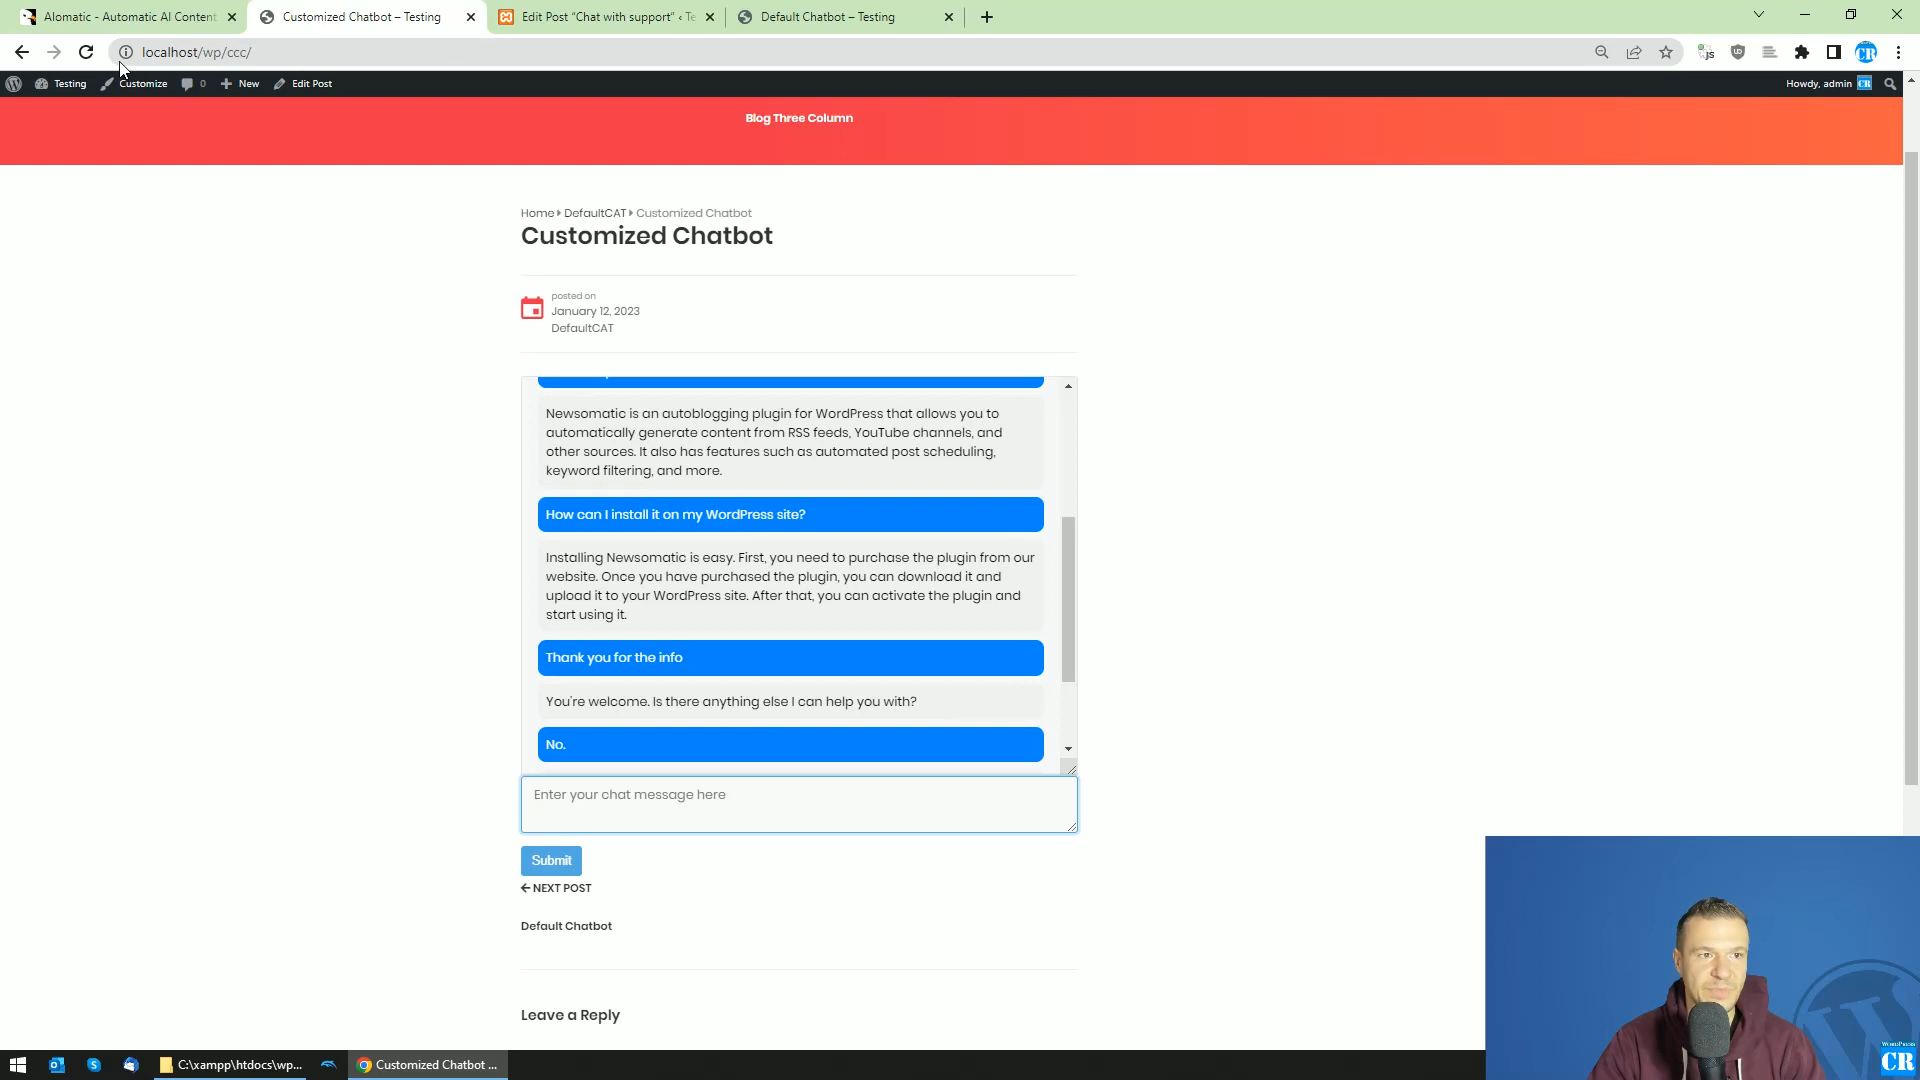 Alomatic - Automatic AI Content
Customized Chatbot – Testing
Edit Post “Chat with support” ‹ Te
Default Chatbot – Testing
localhost/wp/ccc/
Testing
Customize
0
New
Edit Post
Howdy, admin
Blog Three Column
Home DefaultCAT Customized Chatbot
Customized Chatbot
posted on
January 12, 2023
DefaultCAT
Newsomatic is an autoblogging plugin for WordPress that allows you to
automatically generate content from RSS feeds, YouTube channels, and
other sources. It also has features such as automated post scheduling,
keyword filtering, and more.
How can I install it on my WordPress site?
Installing Newsomatic is easy. First, you need to purchase the plugin from our
website. Once you have purchased the plugin, you can download it and
upload it to your WordPress site. After that, you can activate the plugin and
start using it.
Thank you for the info
You're welcome. Is there anything else I can help you with?
No.
Enter your chat message here
Submit
NEXT POST
Default Chatbot
Leave a Reply
C:\xampp\htdocs\wp...
Customized Chatbot ...
WORDPRESS
CR